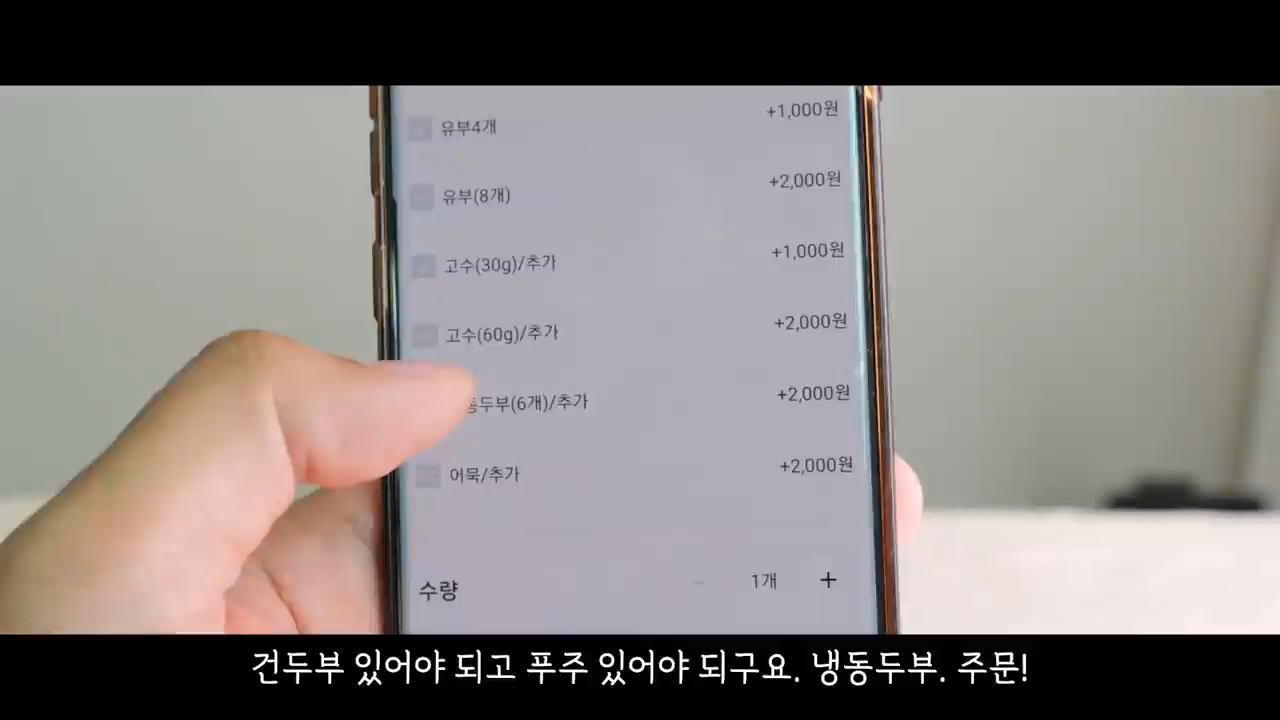 유부4개 +1,000원
유부(8개) +2,000원
고수(30g)/추가 +1,000원
고수(60g)/추가 +2,000원
동두부(6개)/추가 +2,000원
어묵/추가 +2,000원
수량 − 1개 +
건두부 있어야 되고 푸주 있어야 되구요. 냉동두부. 주문!